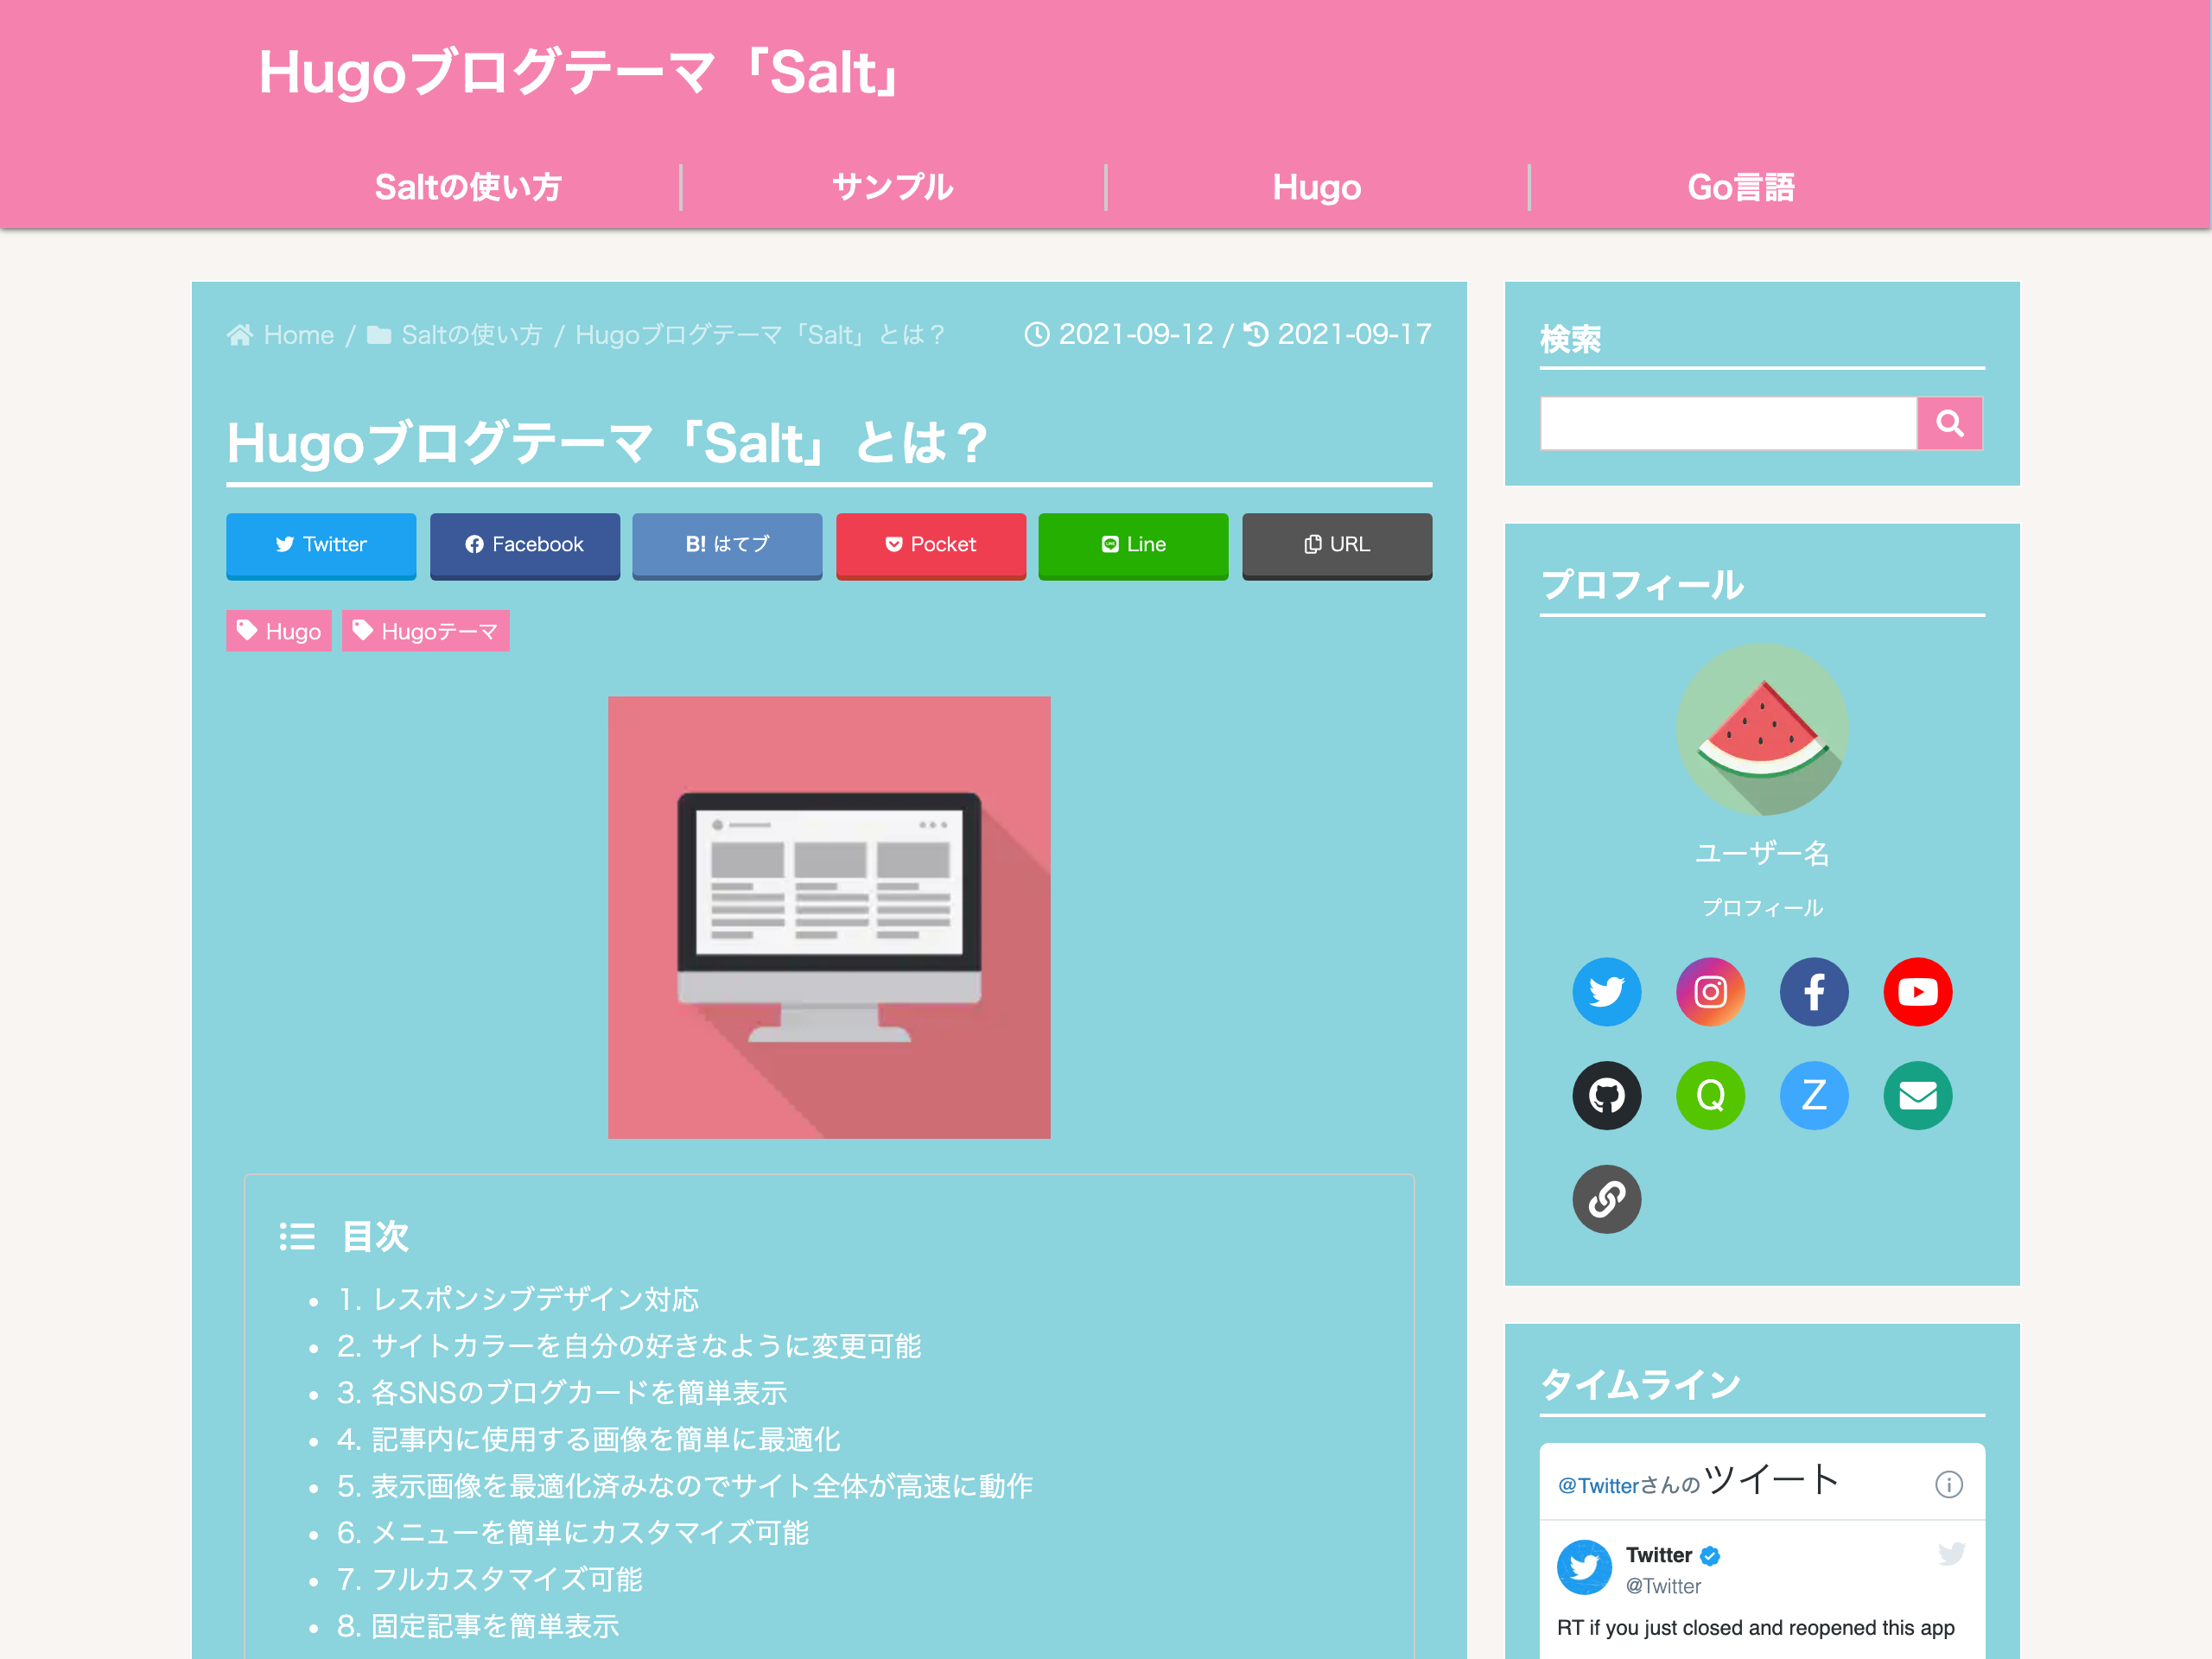 Hugoブログテーマ「Salt」
Saltの使い方
サンプル
Hugo
Go言語
Home / Saltの使い方 / Hugoブログテーマ「Salt」とは？
2021-09-12 / 2021-09-17
Hugoブログテーマ「Salt」とは？
Twitter
Facebook
B! はてブ
Pocket
Line
URL
Hugo
Hugoテーマ
目次
1. レスポンシブデザイン対応
2. サイトカラーを自分の好きなように変更可能
3. 各SNSのブログカードを簡単表示
4. 記事内に使用する画像を簡単に最適化
5. 表示画像を最適化済みなのでサイト全体が高速に動作
6. メニューを簡単にカスタマイズ可能
7. フルカスタマイズ可能
8. 固定記事を簡単表示
検索
プロフィール
ユーザー名
プロフィール
Q
Z
タイムライン
@Twitterさんのツイート
Twitter
@Twitter
RT if you just closed and reopened this app